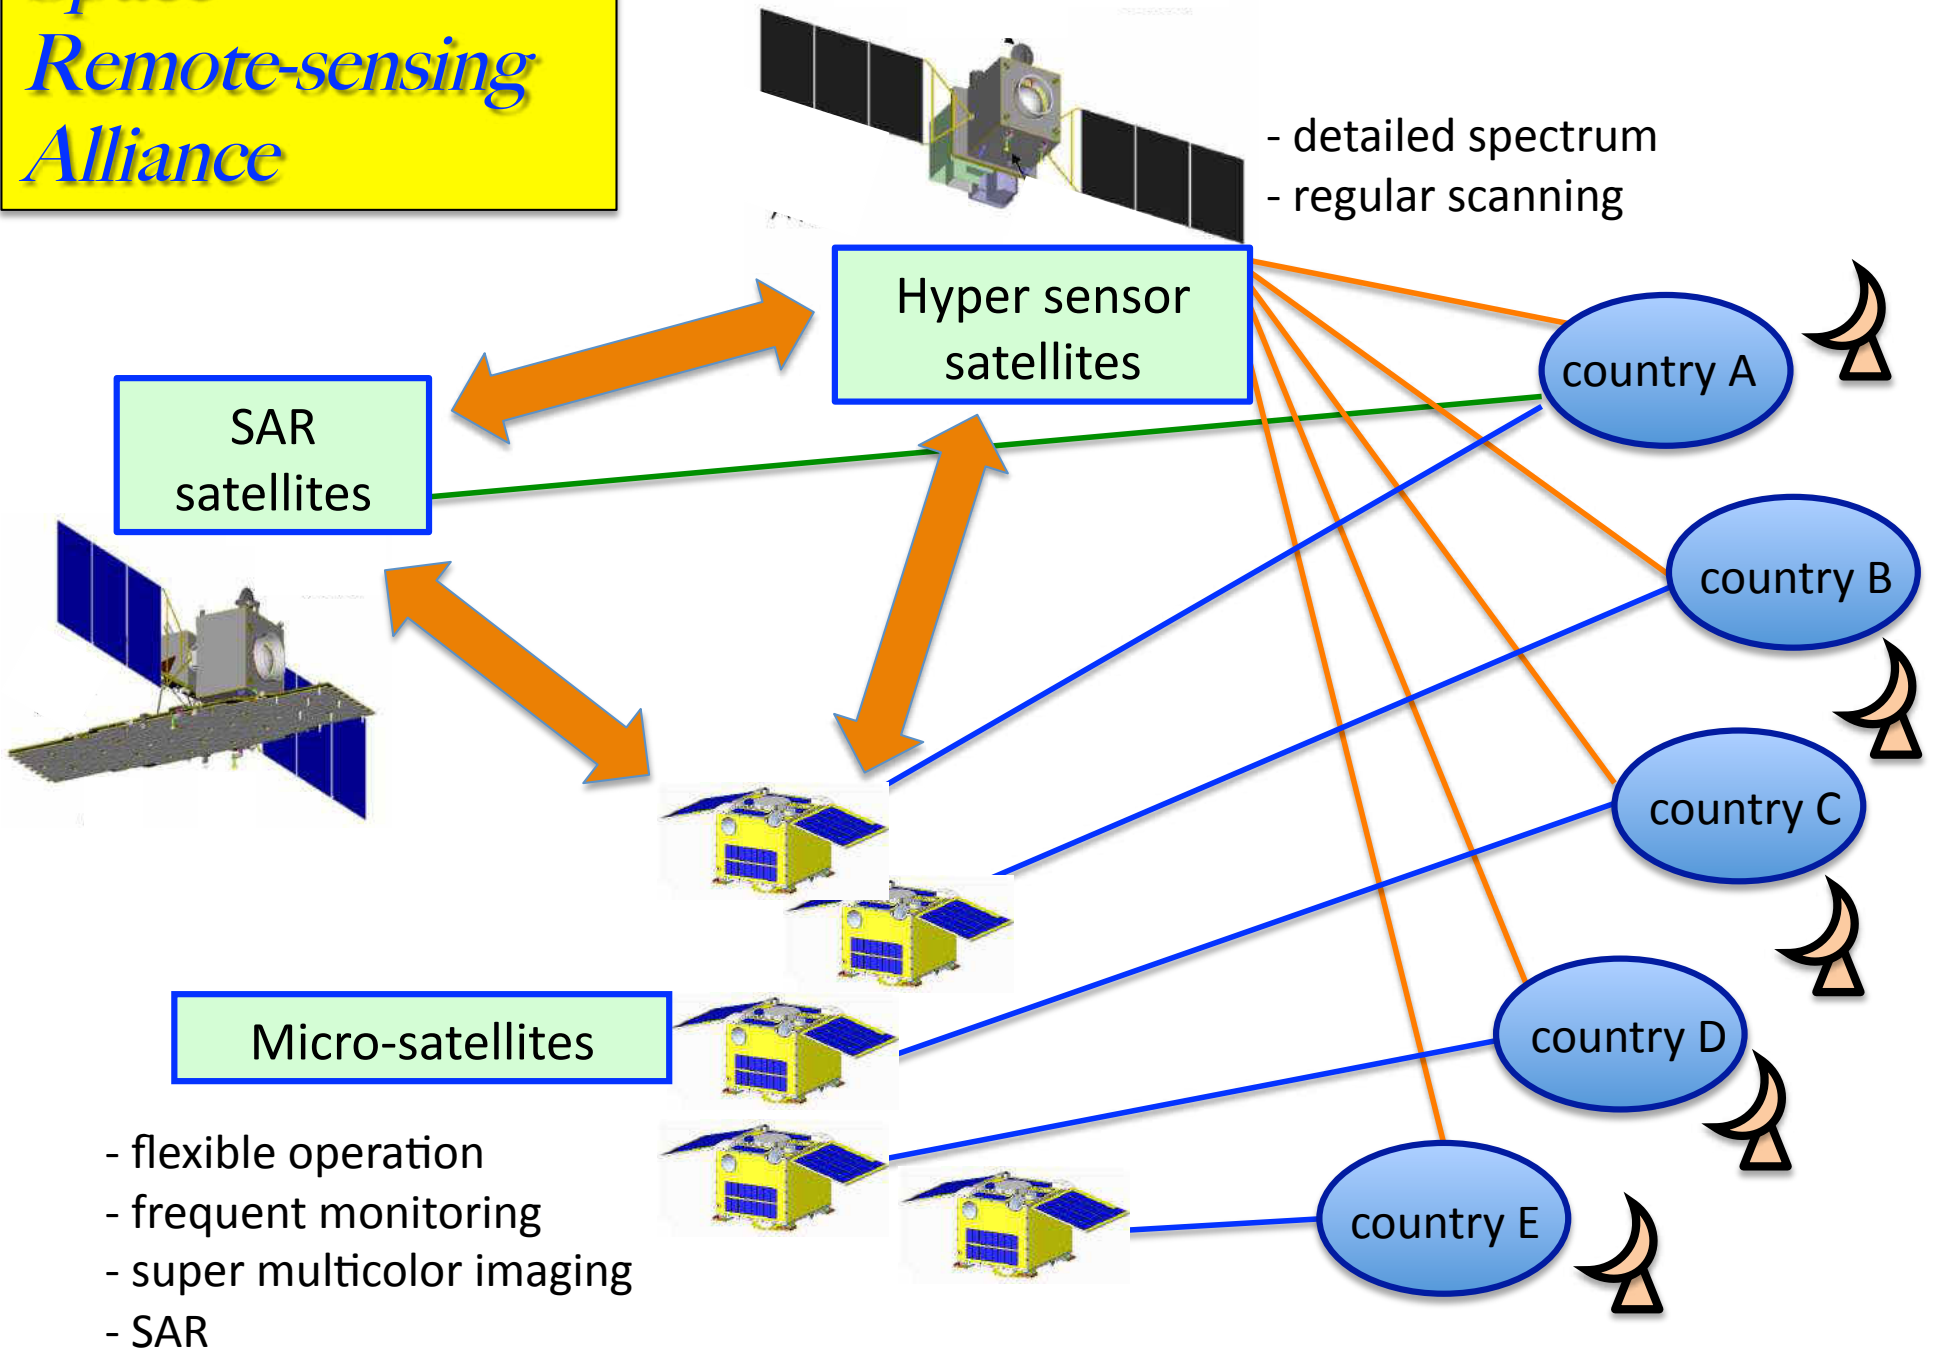 Remote-sensing
Alliance
- detailed spectrum
- regular scanning
Hyper sensor
satellites
SAR
satellites
country A
country B
country C
country D
country E
Micro-satellites
- flexible operation
- frequent monitoring
- super multicolor imaging
- SAR